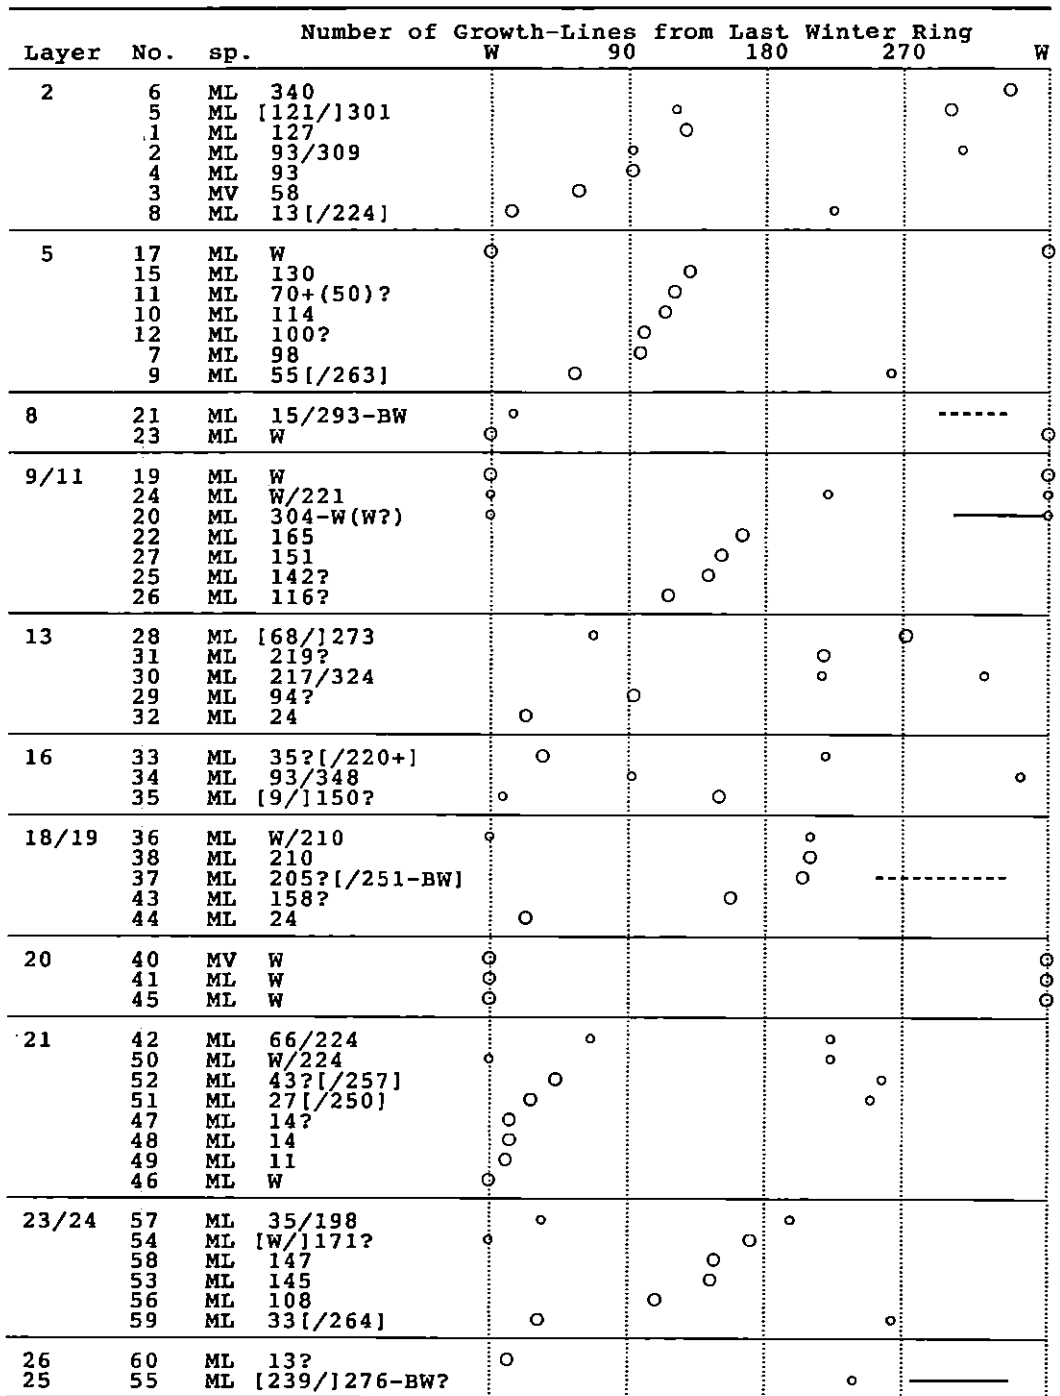 Number of Growth-Lines from Last Winter Ring
Layer No. sp. W 90 180 270 W
2 6 ML 340
5 ML [121/]301
1 ML 127
2 ML 93/309
4 ML 93
3 MV 58
8 ML 13[/224]
5 17 ML W
15 ML 130
11 ML 70+(50)?
10 ML 114
12 ML 100?
7 ML 98
9 ML 55[/263]
8 21 ML 15/293-BW
23 ML W
9/11 19 ML W
24 ML W/221
20 ML 304-W(W?)
22 ML 165
27 ML 151
25 ML 142?
26 ML 116?
13 28 ML [68/]273
31 ML 219?
30 ML 217/324
29 ML 94?
32 ML 24
16 33 ML 35?[/220+]
34 ML 93/348
35 ML [9/]150?
18/19 36 ML W/210
38 ML 210
37 ML 205?[/251-BW]
43 ML 158?
44 ML 24
20 40 MV W
41 ML W
45 ML W
21 42 ML 66/224
50 ML W/224
52 ML 43?[/257]
51 ML 27[/250]
47 ML 14?
48 ML 14
49 ML 11
46 ML W
23/24 57 ML 35/198
54 ML [W/]171?
58 ML 147
53 ML 145
56 ML 108
59 ML 33[/264]
26 60 ML 13?
25 55 ML [239/]276-BW?